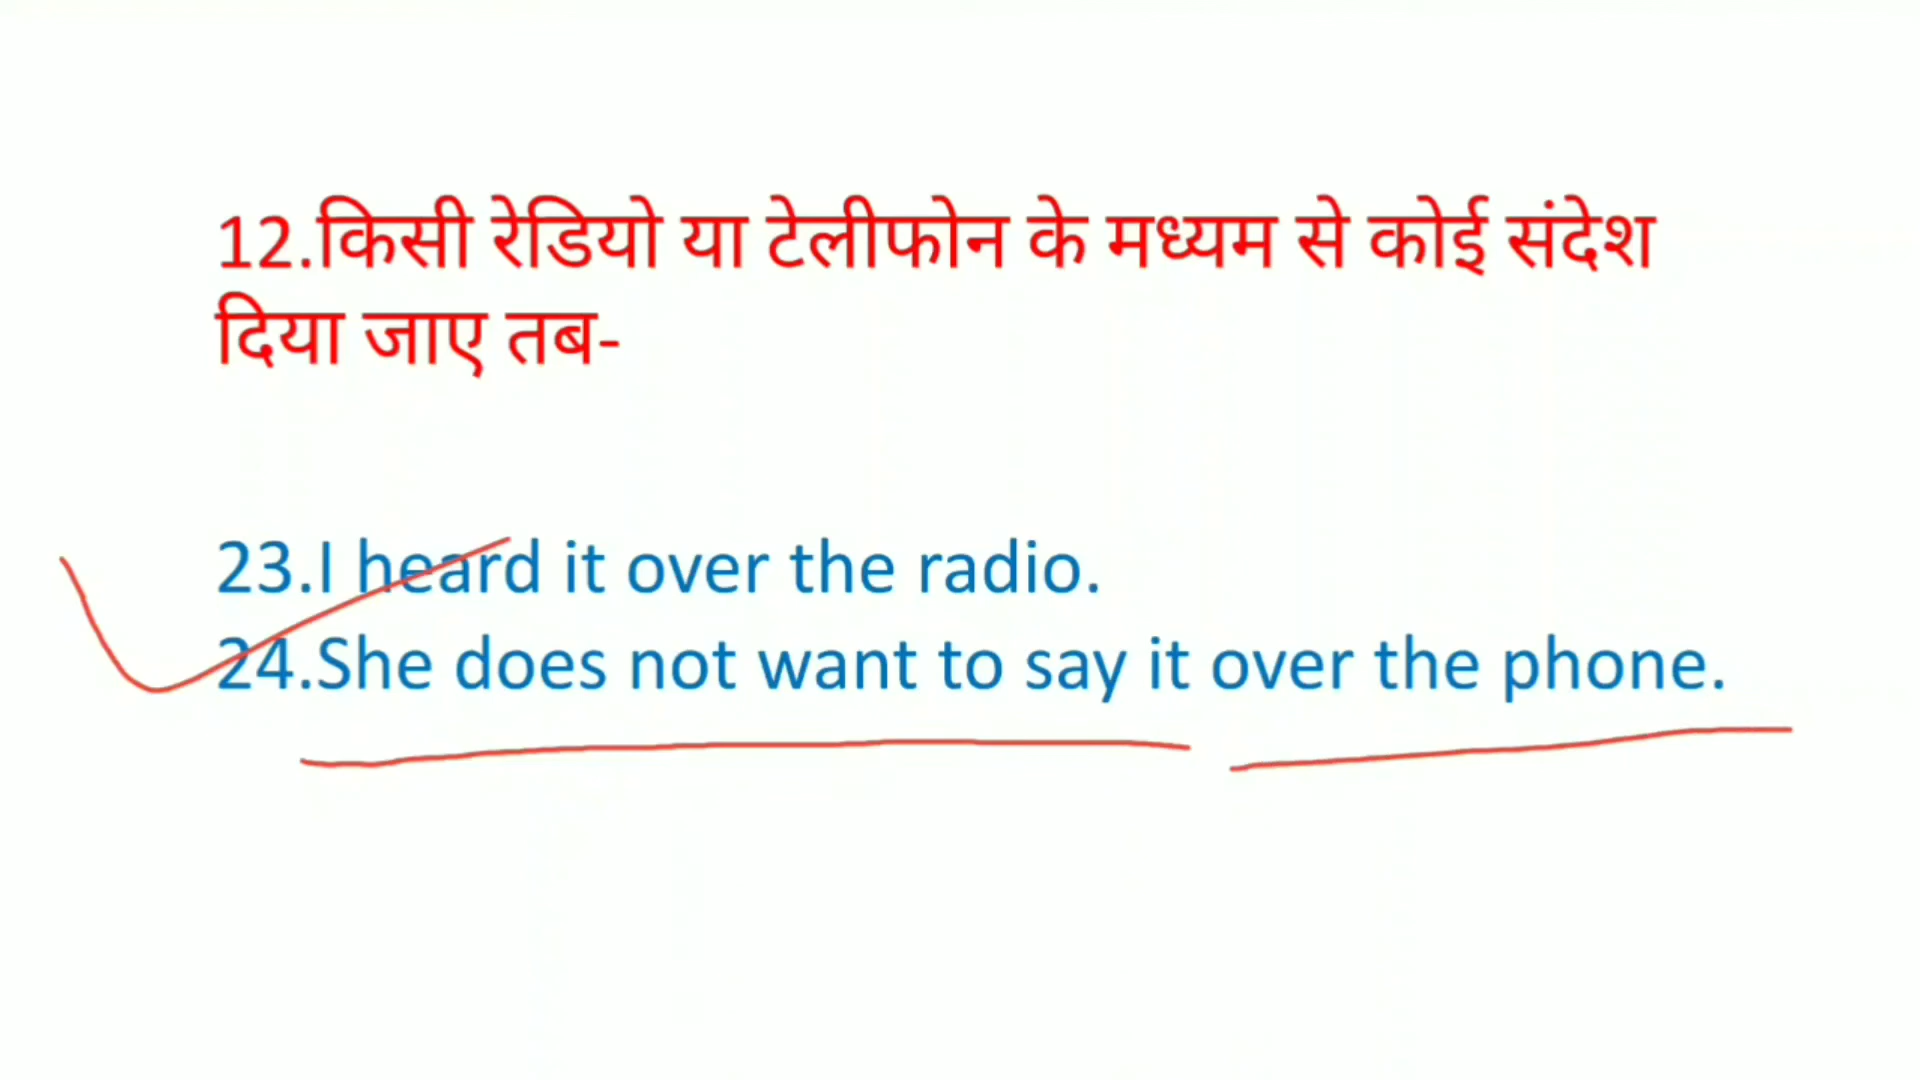 12.किसी रेडियो या टेलीफोन के मध्यम से कोई संदेश
दिया जाए तब-
23.I heard it over the radio.
24.She does not want to say it over the phone.